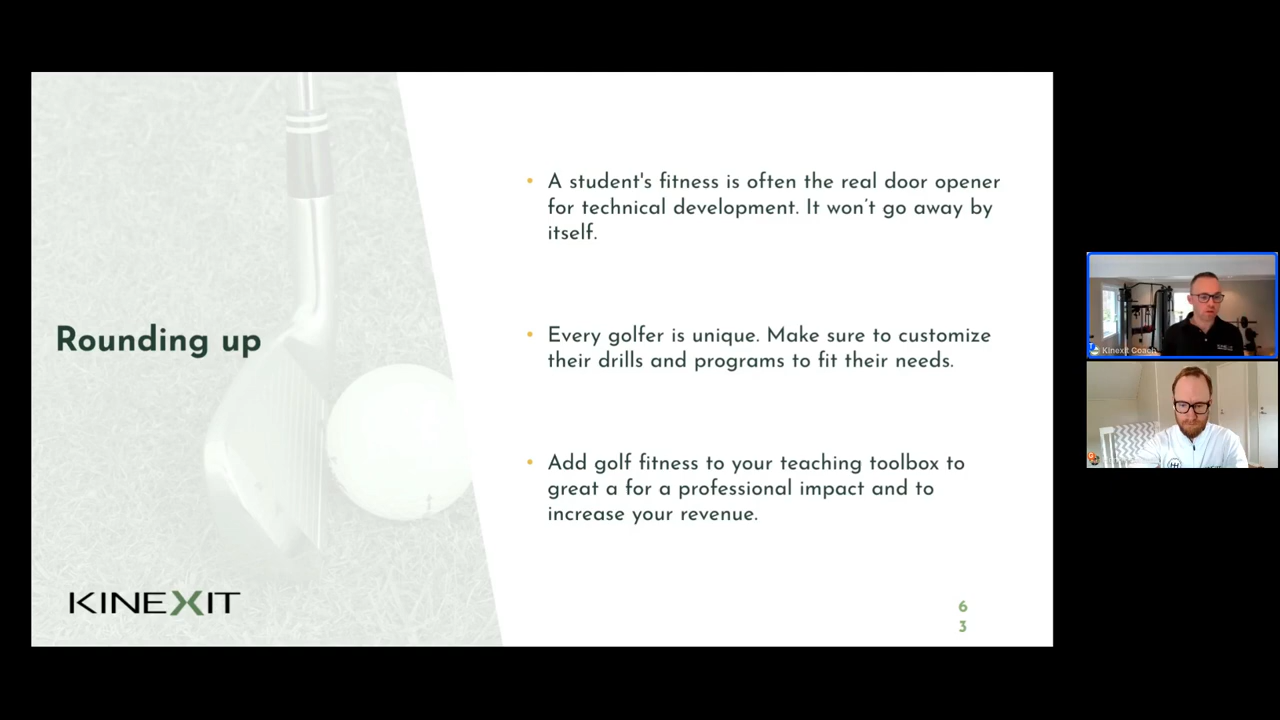 Rounding up
• A student's fitness is often the real door opener
for technical development. It won’t go away by
itself.
• Every golfer is unique. Make sure to customize
their drills and programs to fit their needs.
• Add golf fitness to your teaching toolbox to
great a for a professional impact and to
increase your revenue.
KINEXIT
6
3
Kinexit Coach